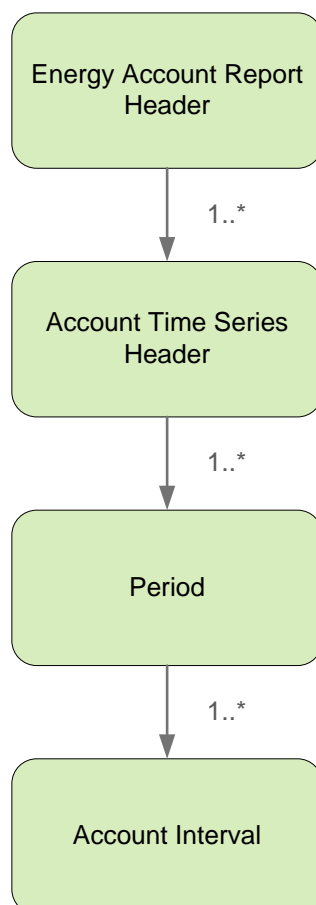 Energy Account Report
Header
1..*
Account Time Series
Header
1..*
Period
1..*
Account Interval